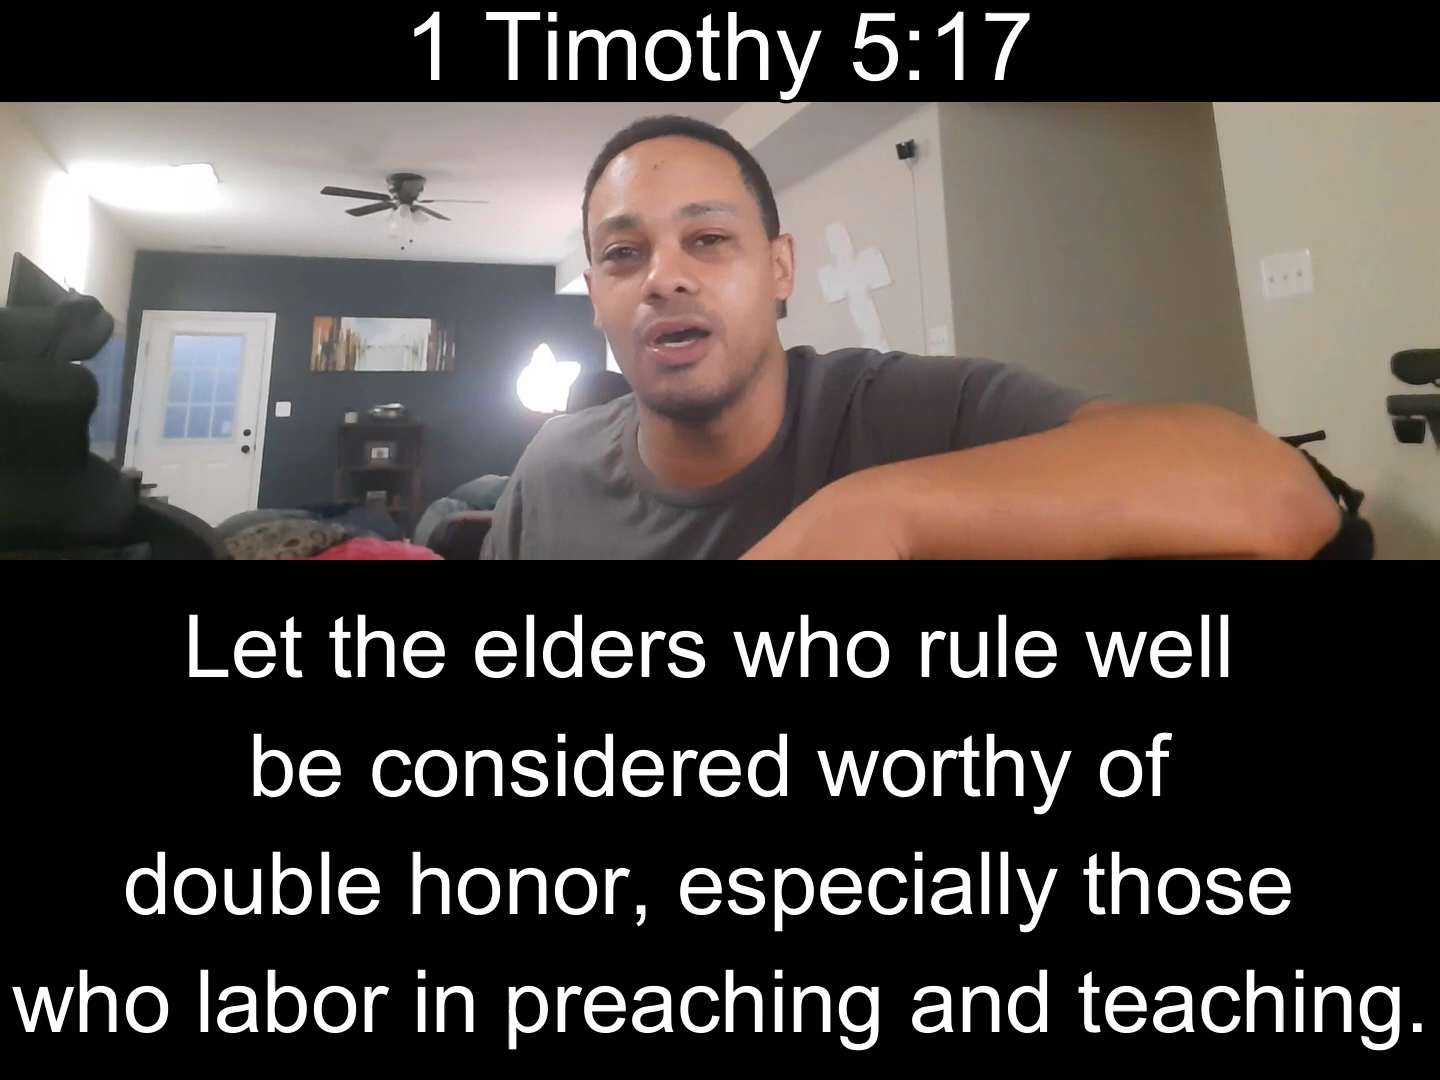 1 Timothy 5:17
Let the elders who rule well
be considered worthy of
double honor, especially those
who labor in preaching and teaching.